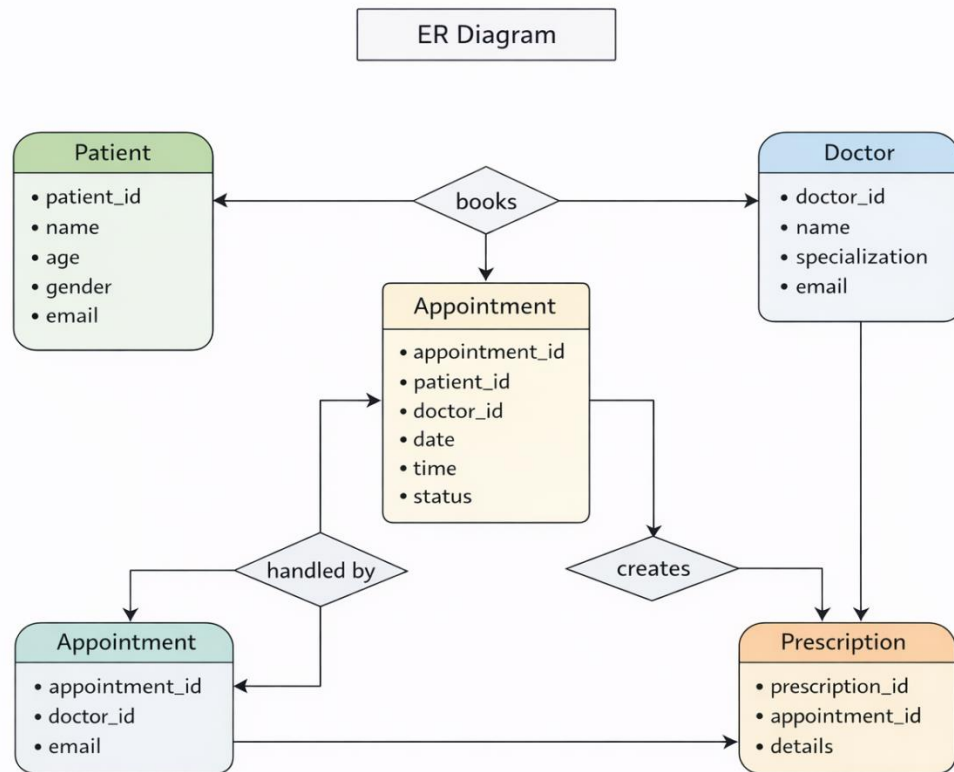 ER Diagram
Patient
• patient_id
• name
• age
• gender
• email
books
Doctor
• doctor_id
• name
• specialization
• email
Appointment
• appointment_id
• patient_id
• doctor_id
• date
• time
• status
handled by
creates
Appointment
• appointment_id
• doctor_id
• email
Prescription
• prescription_id
• appointment_id
• details